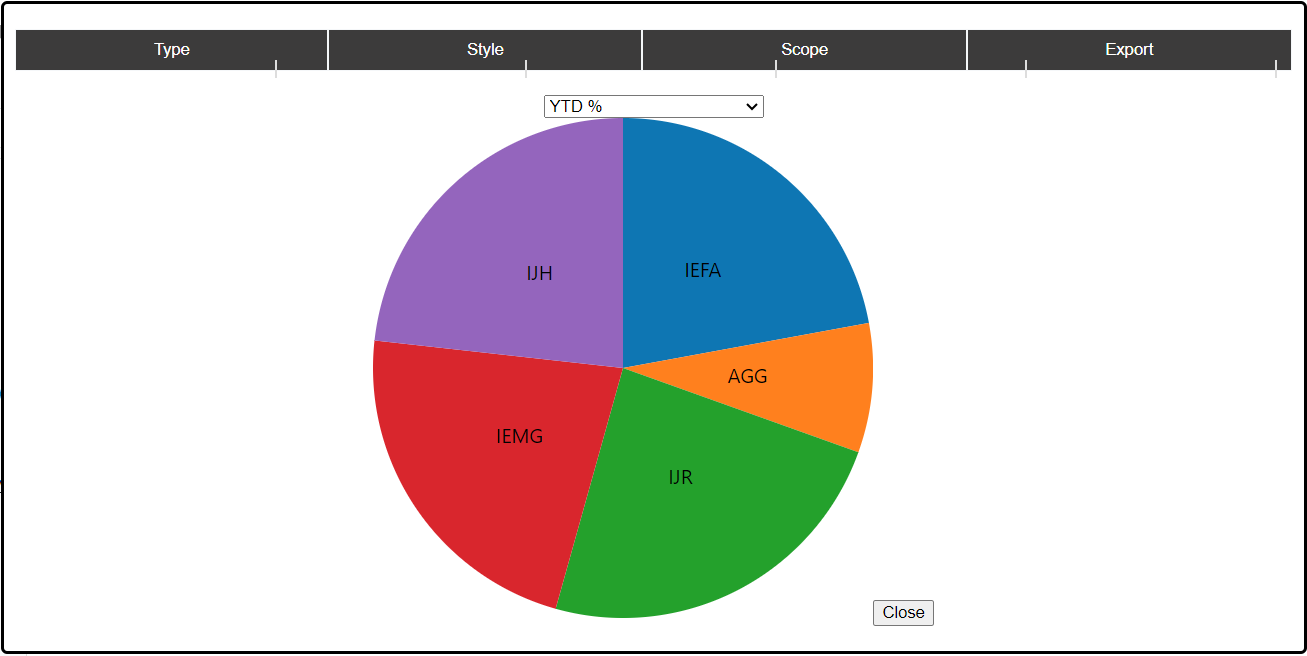 Type Style Scope Export
YTD %
IJH IEFA
AGG
IEMG
IJR
Close